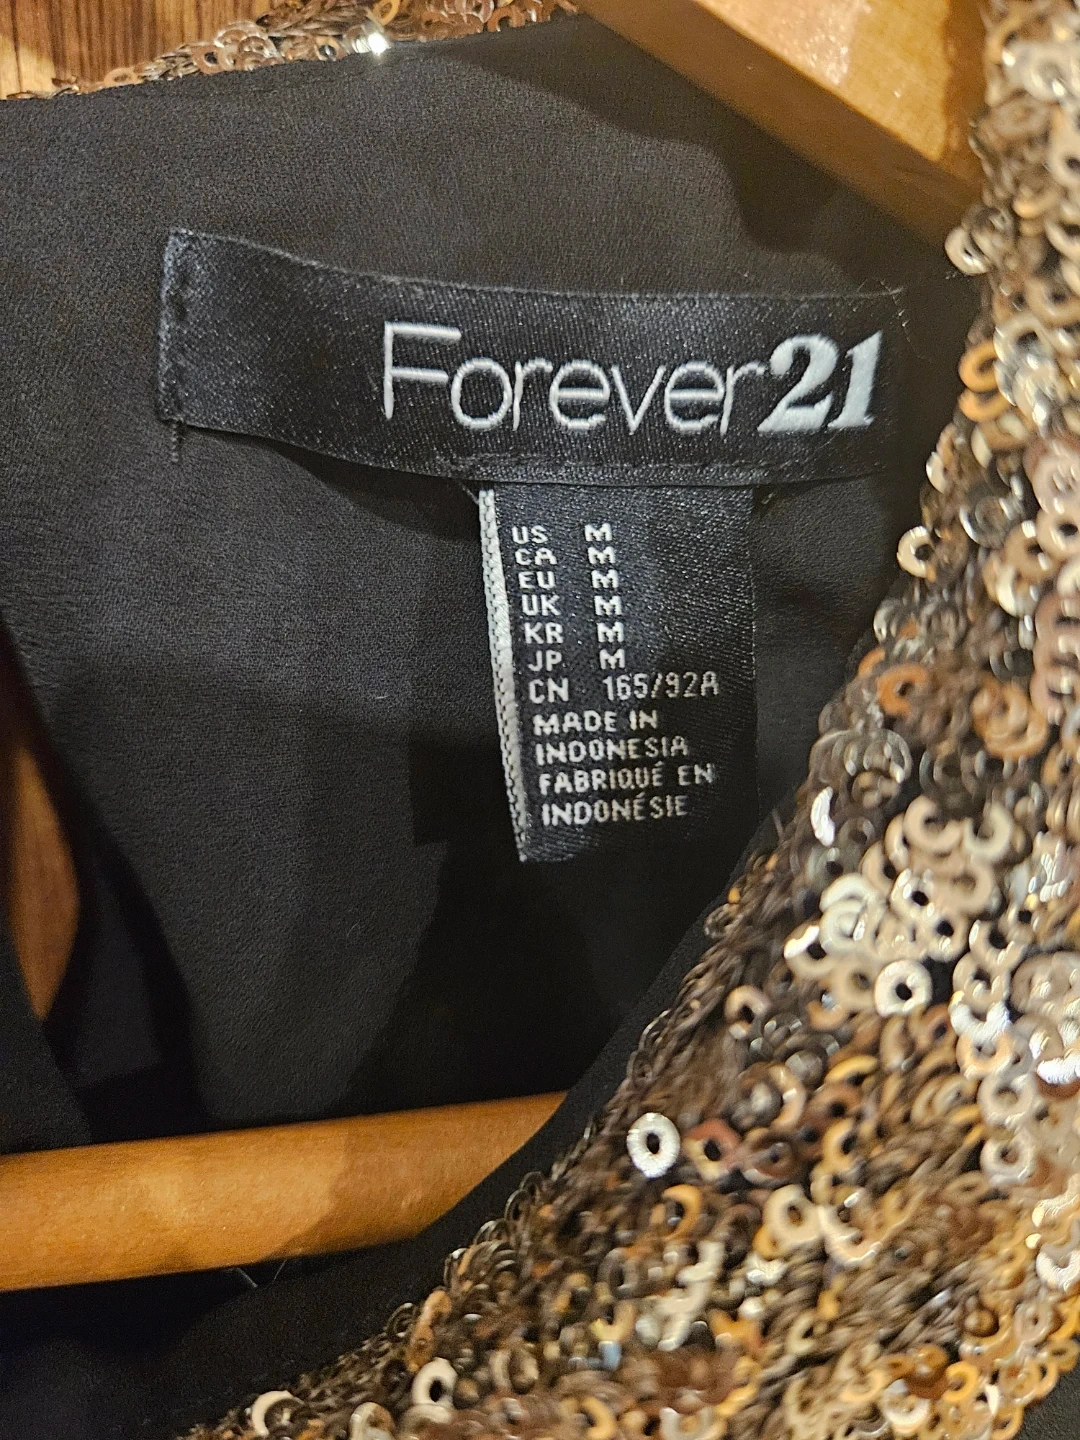 Forever21
US M
CA M
EU M
UK M
KR M
JP M
CN 165/92A
MADE IN
INDONESIA
FABRIQUÉ EN
INDONÉSIE